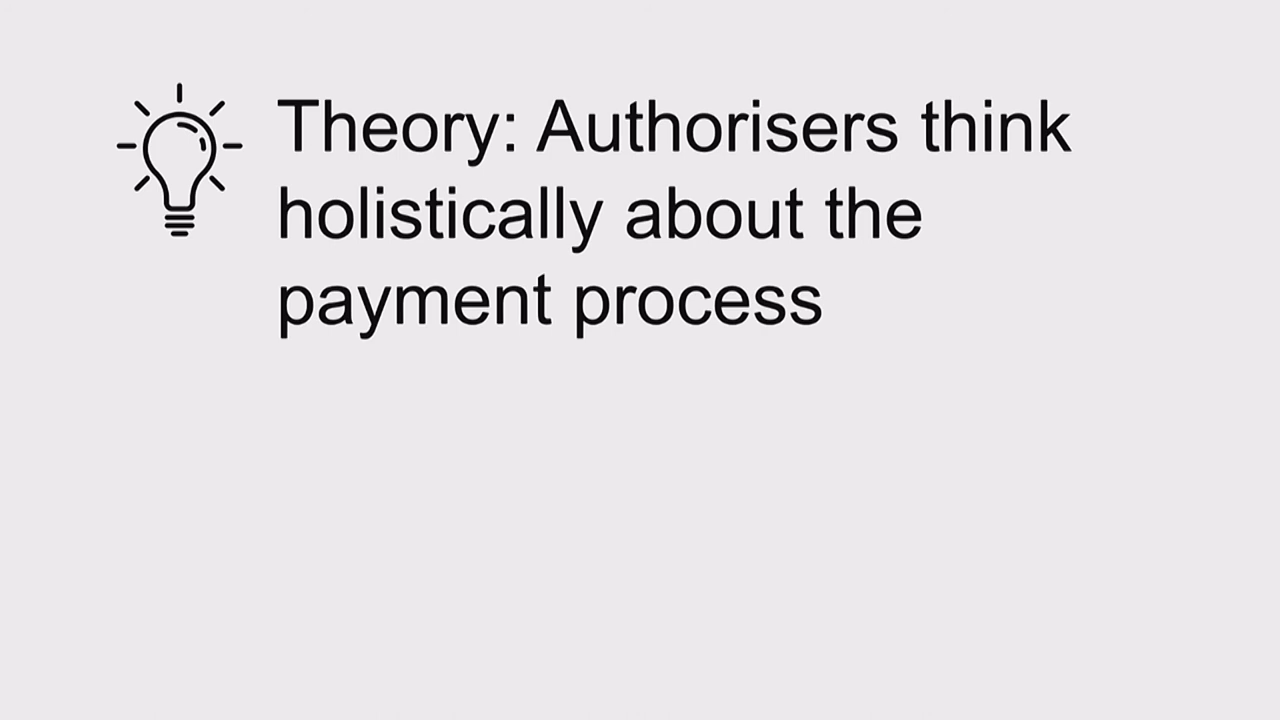 Theory: Authorisers think
holistically about the
payment process